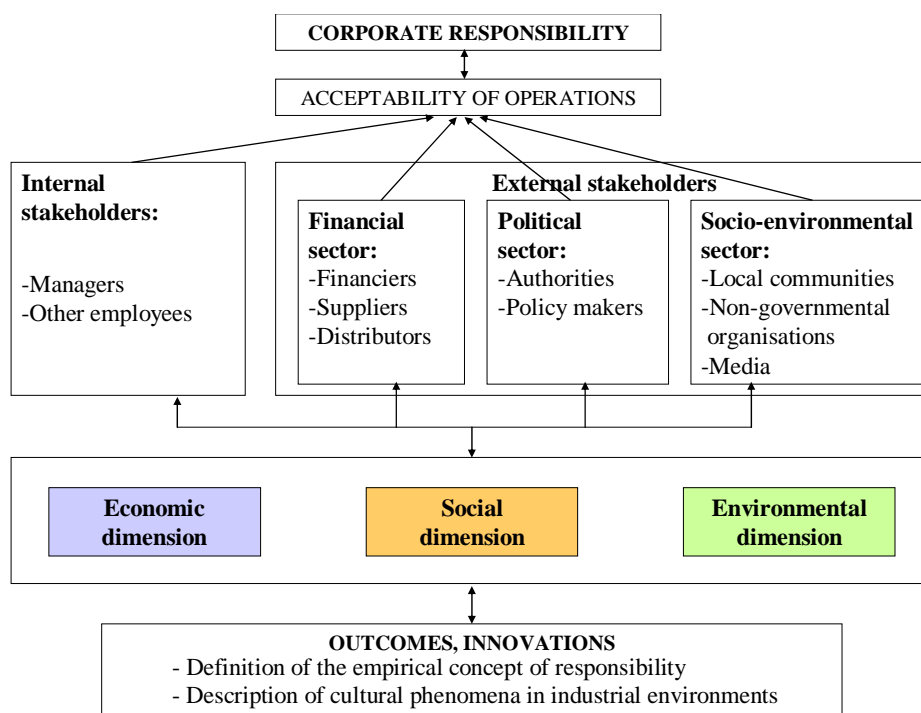 CORPORATE RESPONSIBILITY
ACCEPTABILITY OF OPERATIONS
Internal
stakeholders:
-Managers
-Other employees
External stakeholders
Financial
sector:
-Financiers
-Suppliers
-Distributors
Political
sector:
-Authorities
-Policy makers
Socio-environmental
sector:
-Local communities
-Non-governmental
organisations
-Media
Economic
dimension
Social
dimension
Environmental
dimension
OUTCOMES, INNOVATIONS
- Definition of the empirical concept of responsibility
- Description of cultural phenomena in industrial environments